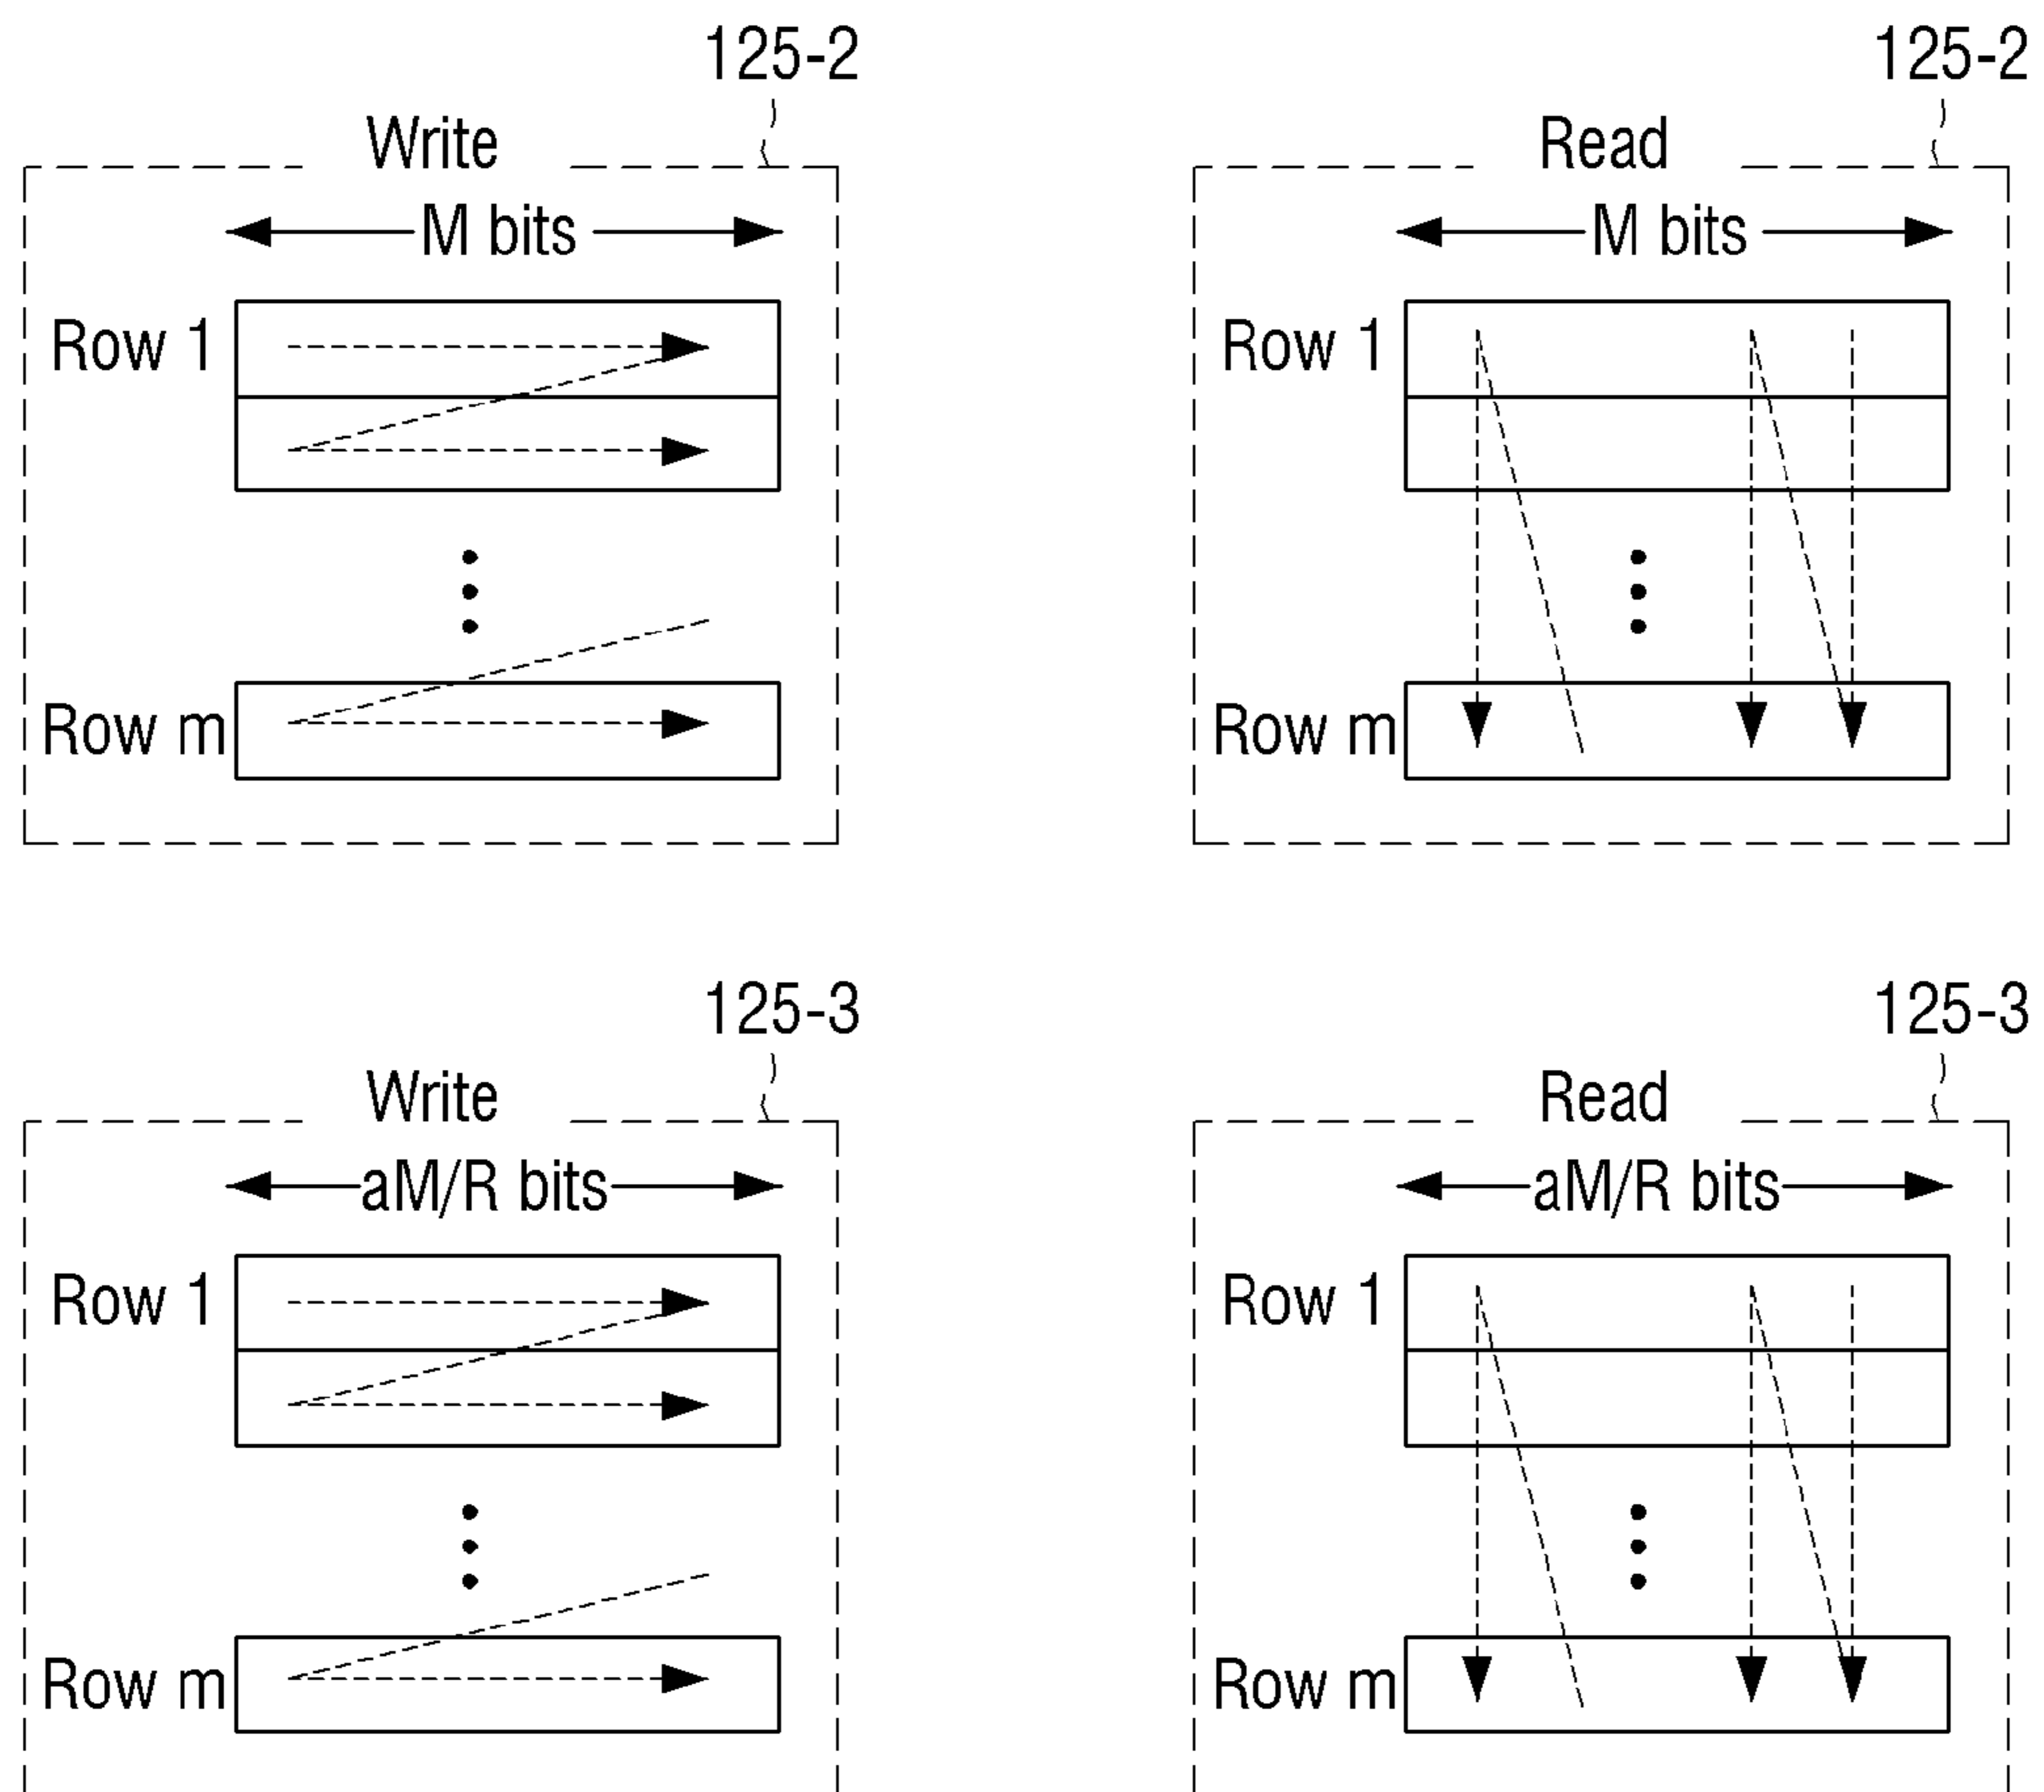 125-2
Write
M bits
Row 1
Row m
125-2
Read
M bits
Row 1
Row m
125-3
Write
aM/R bits
Row 1
Row m
125-3
Read
aM/R bits
Row 1
Row m